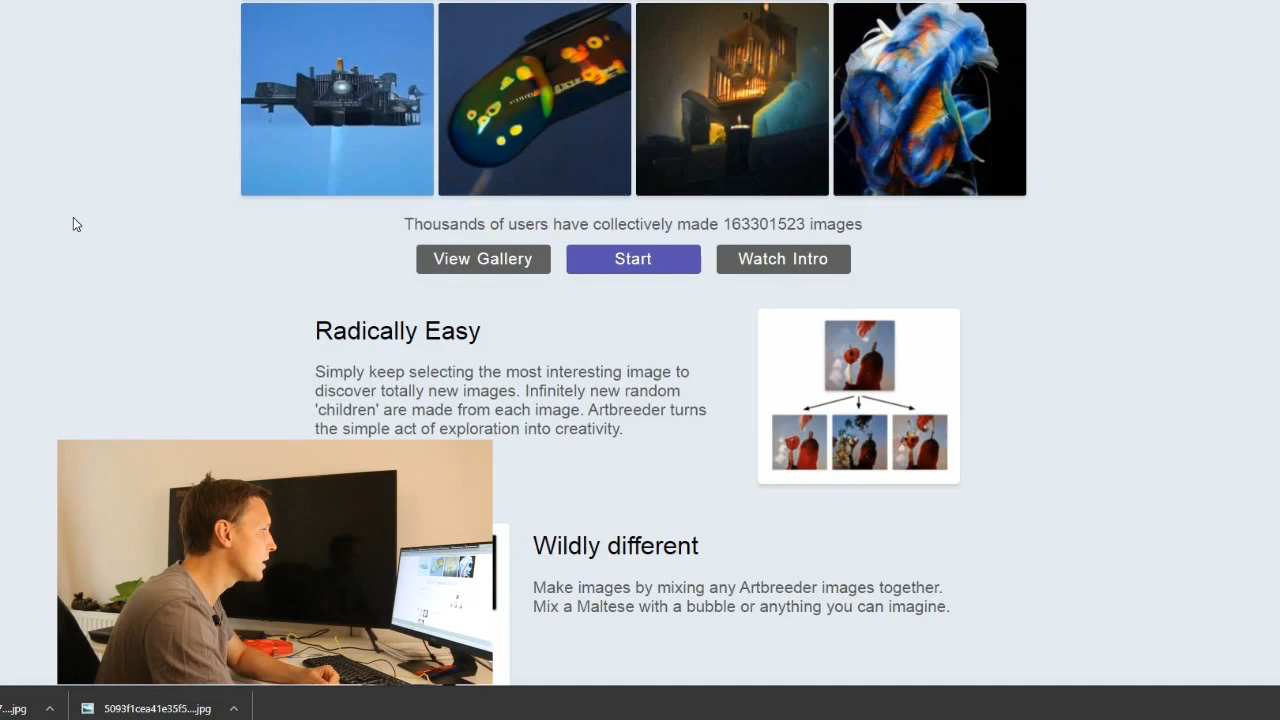 Thousands of users have collectively made 163301523 images
View Gallery
Start
Watch Intro
Radically Easy
Simply keep selecting the most interesting image to
discover totally new images. Infinitely new random
'children' are made from each image. Artbreeder turns
the simple act of exploration into creativity.
Wildly different
Make images by mixing any Artbreeder images together.
Mix a Maltese with a bubble or anything you can imagine.
7....jpg
5093f1cea41e35f5....jpg